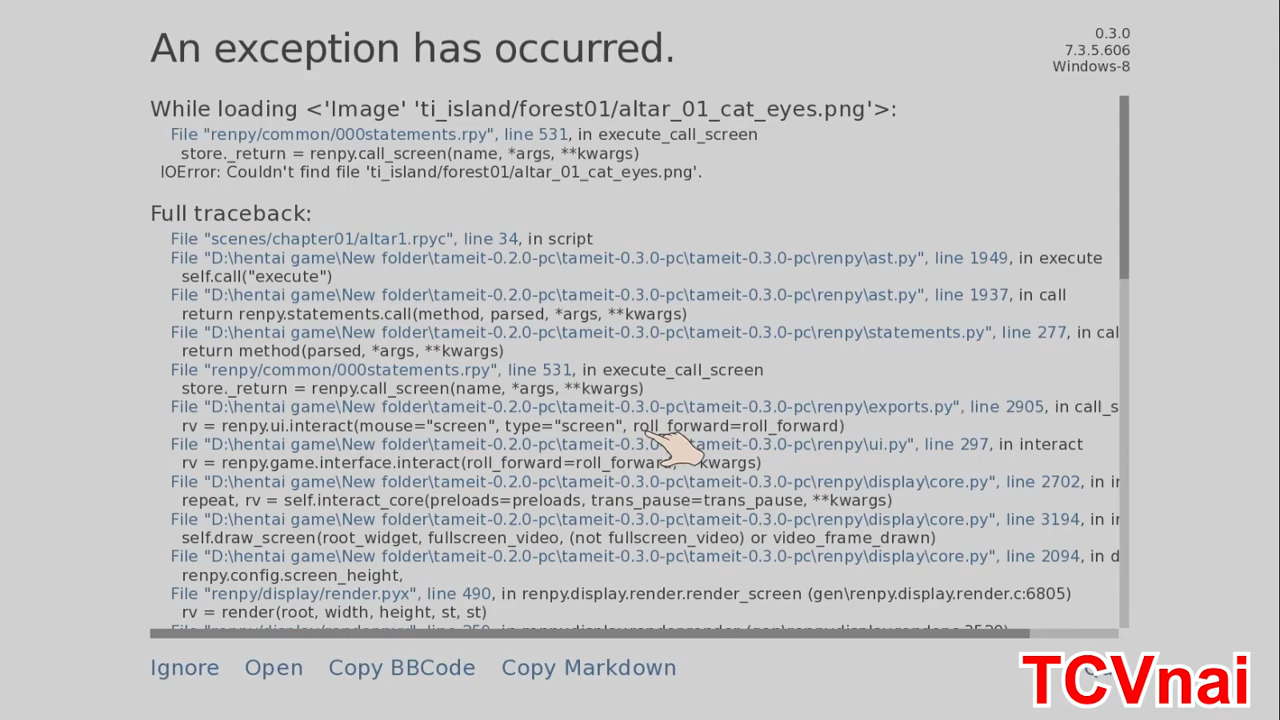 An exception has occurred.
0.3.0
7.3.5.606
Windows-8
While loading <'Image' 'ti_island/forest01/altar_01_cat_eyes.png'>:
File "renpy/common/000statements.rpy", line 531, in execute_call_screen
store._return = renpy.call_screen(name, *args, **kwargs)
IOError: Couldn't find file 'ti_island/forest01/altar_01_cat_eyes.png'.
Full traceback:
File "scenes/chapter01/altar1.rpyc", line 34, in script
File "D:\hentai game\New folder\tameit-0.2.0-pc\tameit-0.3.0-pc\tameit-0.3.0-pc\renpy\ast.py", line 1949, in execute
self.call("execute")
File "D:\hentai game\New folder\tameit-0.2.0-pc\tameit-0.3.0-pc\tameit-0.3.0-pc\renpy\ast.py", line 1937, in call
return renpy.statements.call(method, parsed, *args, **kwargs)
File "D:\hentai game\New folder\tameit-0.2.0-pc\tameit-0.3.0-pc\tameit-0.3.0-pc\renpy\statements.py", line 277, in cal
return method(parsed, *args, **kwargs)
File "renpy/common/000statements.rpy", line 531, in execute_call_screen
store._return = renpy.call_screen(name, *args, **kwargs)
File "D:\hentai game\New folder\tameit-0.2.0-pc\tameit-0.3.0-pc\tameit-0.3.0-pc\renpy\exports.py", line 2905, in call_s
rv = renpy.ui.interact(mouse="screen", type="screen", roll_forward=roll_forward)
File "D:\hentai game\New folder\tameit-0.2.0-pc\tameit-0.3.0-pc\tameit-0.3.0-pc\renpy\ui.py", line 297, in interact
rv = renpy.game.interface.interact(roll_forward=roll_forward, **kwargs)
File "D:\hentai game\New folder\tameit-0.2.0-pc\tameit-0.3.0-pc\tameit-0.3.0-pc\renpy\display\core.py", line 2702, in i
repeat, rv = self.interact_core(preloads=preloads, trans_pause=trans_pause, **kwargs)
File "D:\hentai game\New folder\tameit-0.2.0-pc\tameit-0.3.0-pc\tameit-0.3.0-pc\renpy\display\core.py", line 3194, in i
self.draw_screen(root_widget, fullscreen_video, (not fullscreen_video) or video_frame_drawn)
File "D:\hentai game\New folder\tameit-0.2.0-pc\tameit-0.3.0-pc\tameit-0.3.0-pc\renpy\display\core.py", line 2094, in d
renpy.config.screen_height,
File "renpy/display/render.pyx", line 490, in renpy.display.render.render_screen (gen\renpy.display.render.c:6805)
rv = render(root, width, height, st, st)
Ignore Open Copy BBCode Copy Markdown
TCVnai